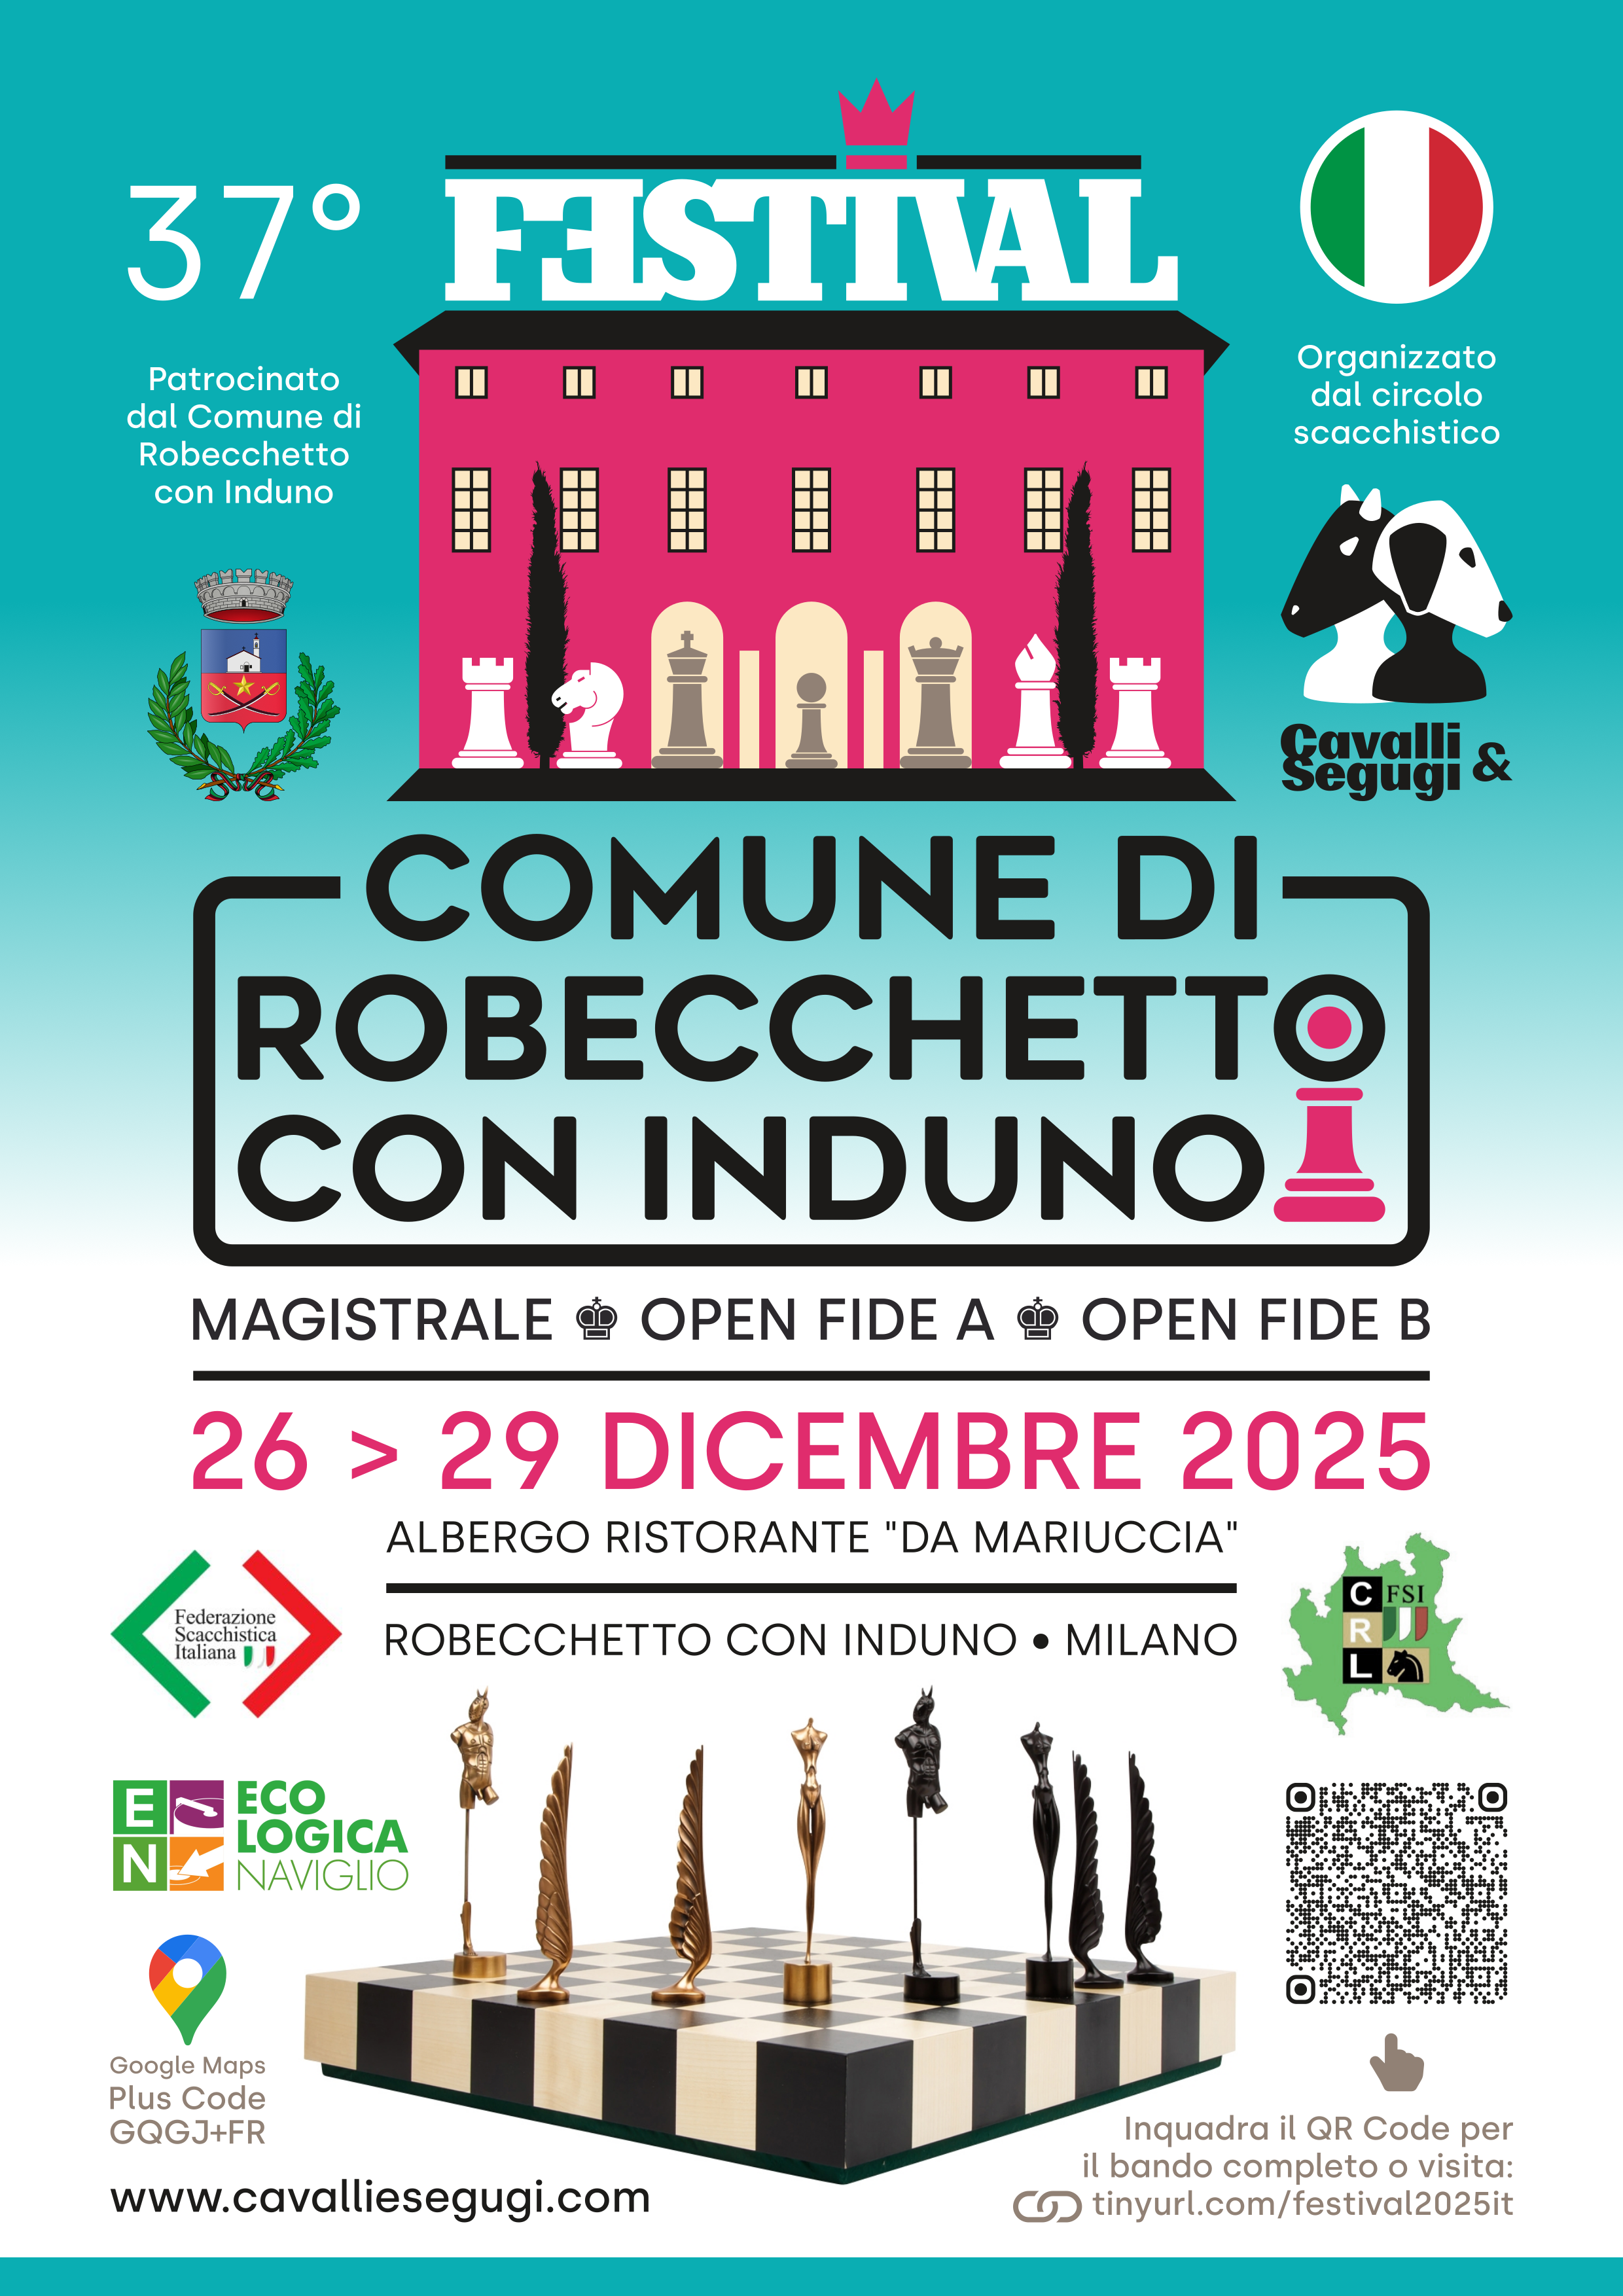 37°
FESTIVAL
Patrocinato
dal Comune di
Robecchetto
con Induno
Organizzato
dal circolo
scacchistico
Cavalli &
Segugi
COMUNE DI
ROBECCHETTO
CON INDUNO
MAGISTRALE ♚ OPEN FIDE A ♚ OPEN FIDE B
26 > 29 DICEMBRE 2025
ALBERGO RISTORANTE "DA MARIUCCIA"
ROBECCHETTO CON INDUNO • MILANO
Federazione
Scacchistica
Italiana
C FSI
R
L
EN
ECO
LOGICA
NAVIGLIO
Google Maps
Plus Code
GQGJ+FR
www.cavalliesegugi.com
Inquadra il QR Code per
il bando completo o visita:
tinyurl.com/festival2025it